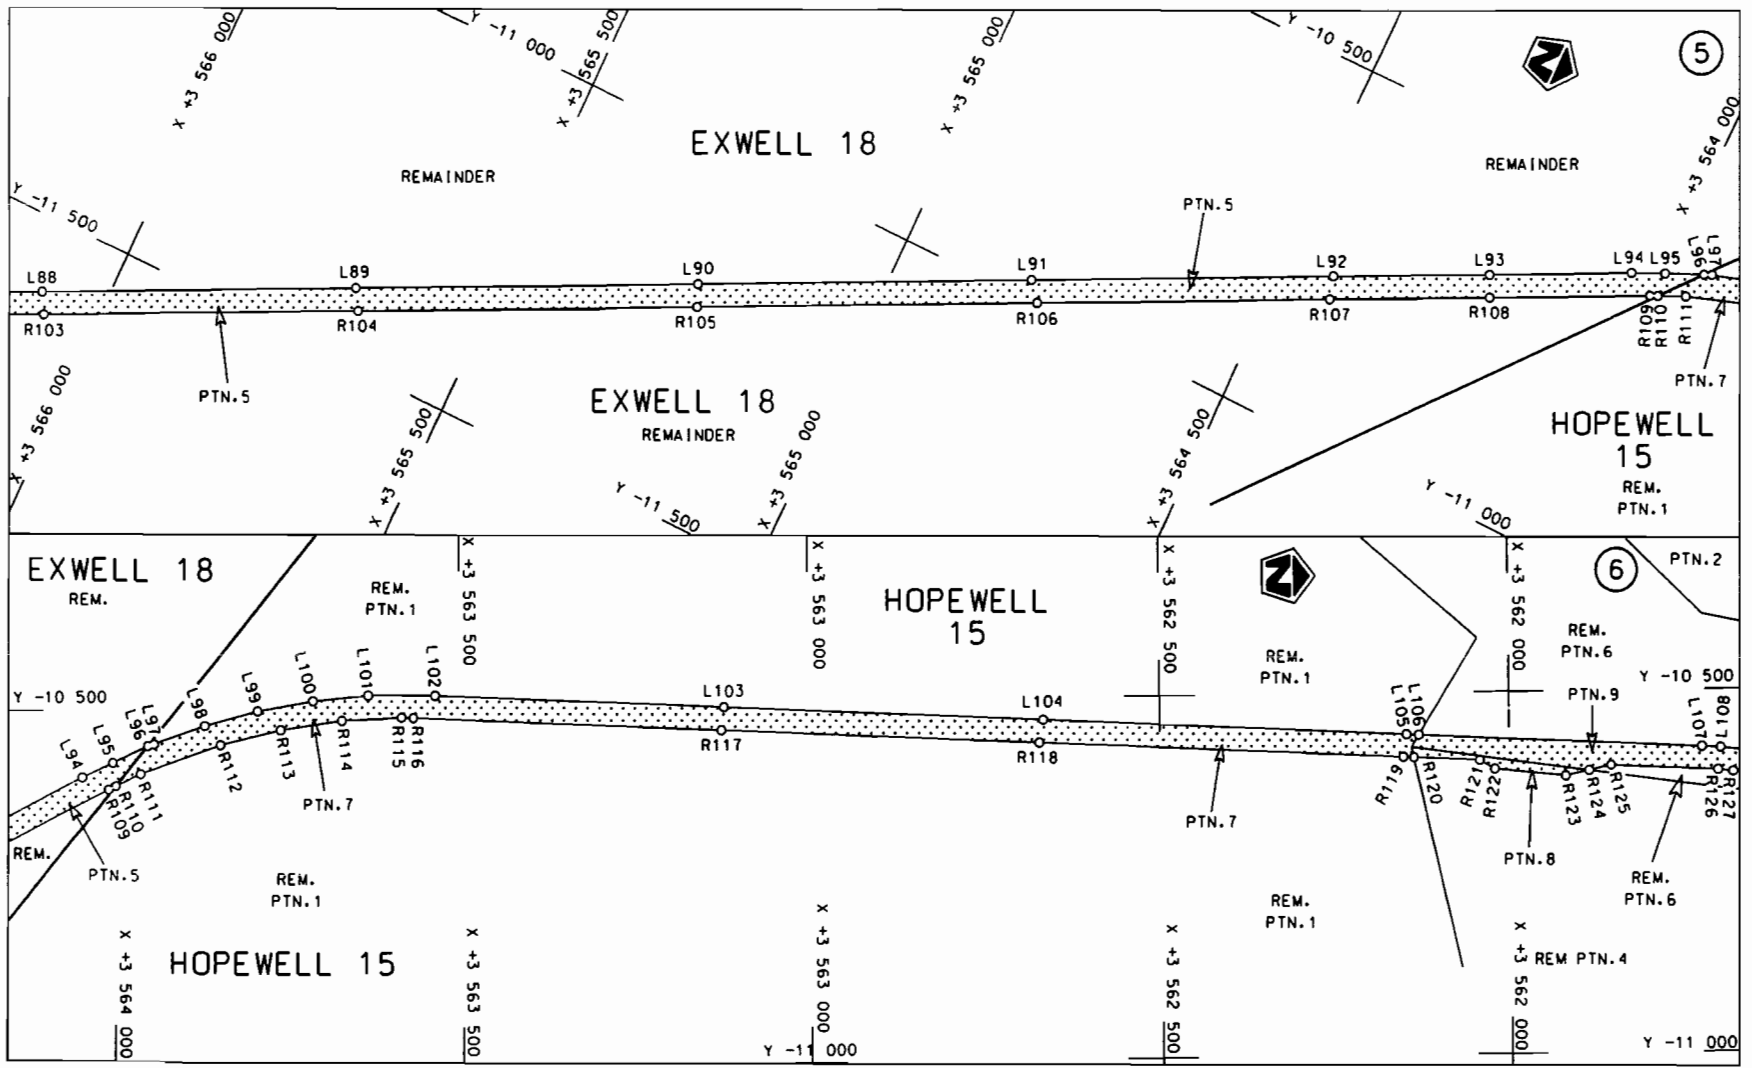 X +3 566 000
Y -11 000
X +3 565 500
X +3 565 000
Y -10 500
N
5
X +3 564 000
EXWELL 18
REMAINDER
REMAINDER
PTN.5
Y -11 500
L88
L89
L90
L91
L92
L93
L94
L95
L96
L97
R103
R104
R105
R106
R107
R108
R109
R110
R111
PTN.5
PTN.7
X +3 566 000
X +3 565 500
EXWELL 18
REMAINDER
X +3 565 000
X +3 564 500
HOPEWELL
15
REM.
PTN.1
Y -11 500
Y -11 000
EXWELL 18
REM.
REM.
PTN.1
X +3 563 500
X +3 563 000
HOPEWELL
15
X +3 562 500
N
X +3 562 000
6
PTN.2
REM.
PTN.1
REM.
PTN.6
Y -10 500
Y -10 500
PTN.9
L94
L95
L96
L97
L98
L99
L100
L101
L102
L103
L104
L105
L106
L107
L108
R109
R110
R111
R112
R113
R114
R115
R116
R117
R118
R119
R120
R121
R122
R123
R124
R125
R126
R127
REM.
PTN.5
PTN.7
PTN.7
PTN.8
REM.
PTN.6
REM.
PTN.1
REM.
PTN.1
HOPEWELL 15
REM PTN.4
X +3 564 000
X +3 563 500
X +3 563 000
X +3 562 500
X +3 562 000
Y -11 000
Y -11 000